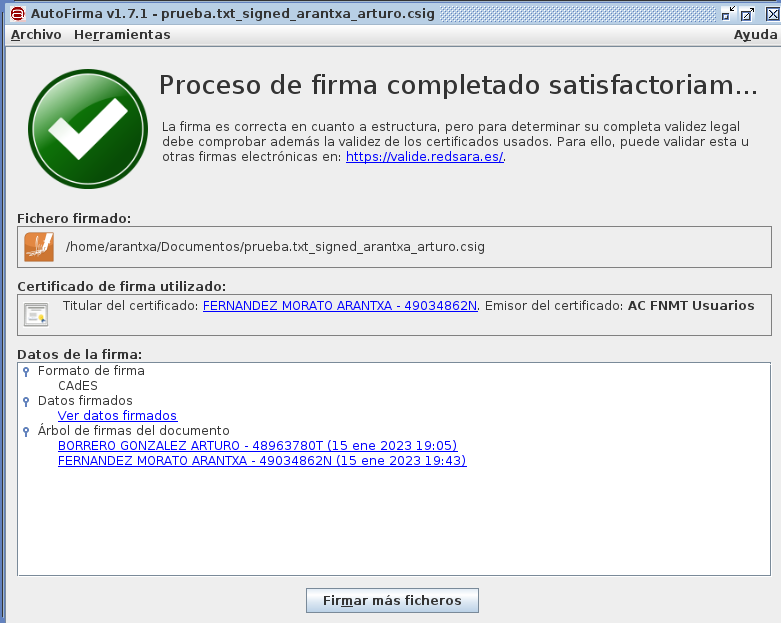 AutoFirma v1.7.1 - prueba.txt_signed_arantxa_arturo.csig
Archivo Herramientas Ayuda
Proceso de firma completado satisfactoriam...
La firma es correcta en cuanto a estructura, pero para determinar su completa validez legal
debe comprobar además la validez de los certificados usados. Para ello, puede validar esta u
otras firmas electrónicas en: https://valide.redsara.es/.
Fichero firmado:
/home/arantxa/Documentos/prueba.txt_signed_arantxa_arturo.csig
Certificado de firma utilizado:
Titular del certificado: FERNANDEZ MORATO ARANTXA - 49034862N. Emisor del certificado: AC FNMT Usuarios
Datos de la firma:
Formato de firma
CAdES
Datos firmados
Ver datos firmados
Árbol de firmas del documento
BORRERO GONZALEZ ARTURO - 48963780T (15 ene 2023 19:05)
FERNANDEZ MORATO ARANTXA - 49034862N (15 ene 2023 19:43)
Firmar más ficheros